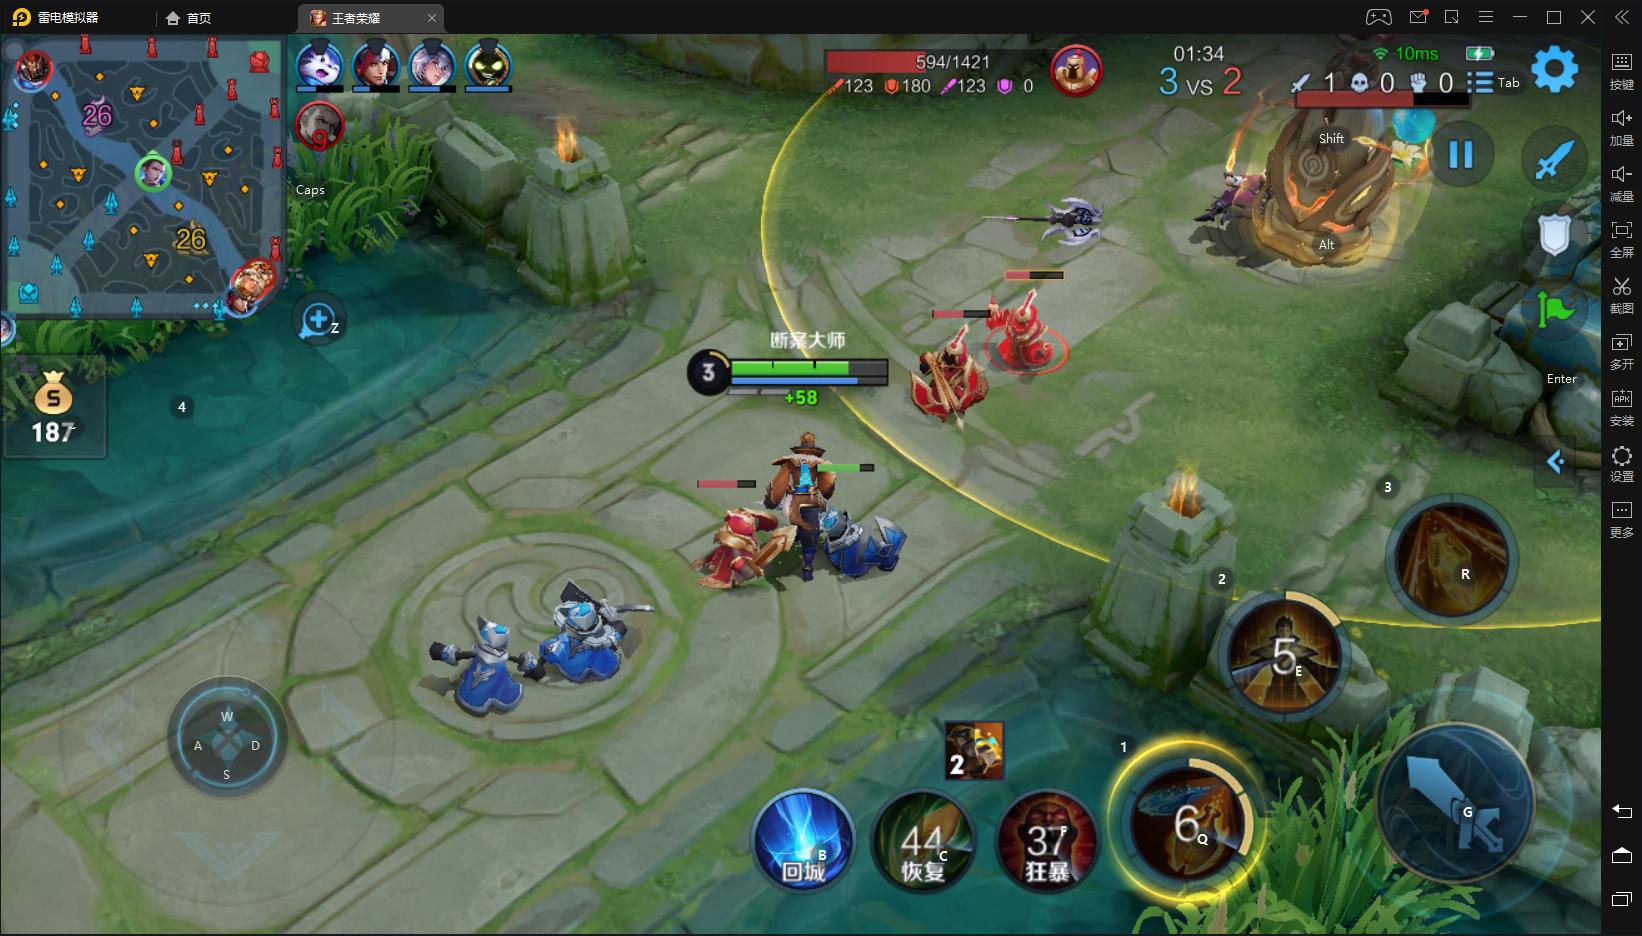 雷电模拟器
首页
王者荣耀
26
26
9
Caps
Z
187
4
594/1421
123 180 123 0
01:34
3 VS 2
10ms
1 0 0
Tab
Shift
Alt
Enter
断案大师
3
+58
W
A D
S
2
回城
B
44
恢复
C
37
狂暴
F
1
6
Q
2
5
E
3
R
G
按键
加量
减量
全屏
截图
多开
APK
安装
设置
更多